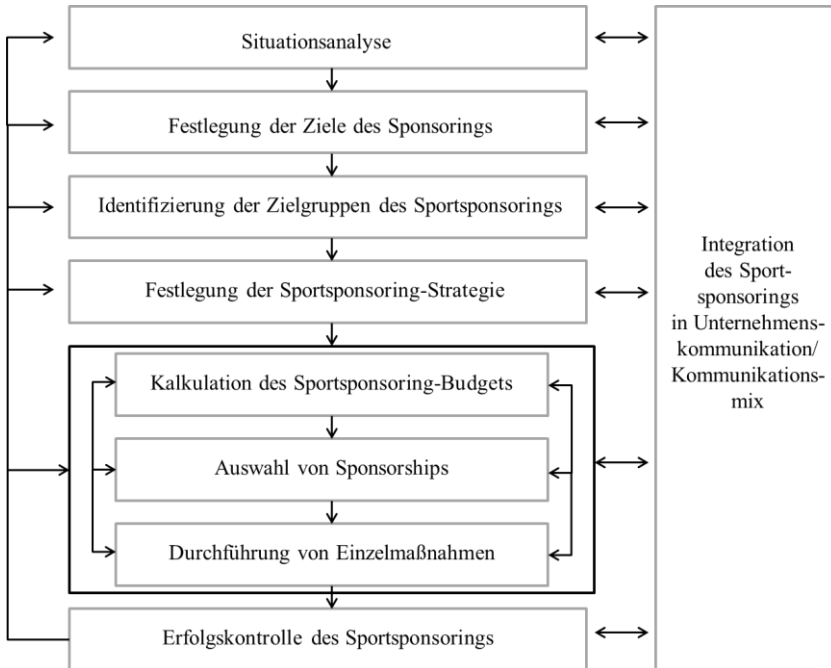 Situationsanalyse
Festlegung der Ziele des Sponsorings
Identifizierung der Zielgruppen des Sportsponsorings
Festlegung der Sportsponsoring-Strategie
Kalkulation des Sportsponsoring-Budgets
Auswahl von Sponsorships
Durchführung von Einzelmaßnahmen
Erfolgskontrolle des Sportsponsorings
Integration
des Sport-
sponsorings
in Unternehmens-
kommunikation/
Kommunikations-
mix